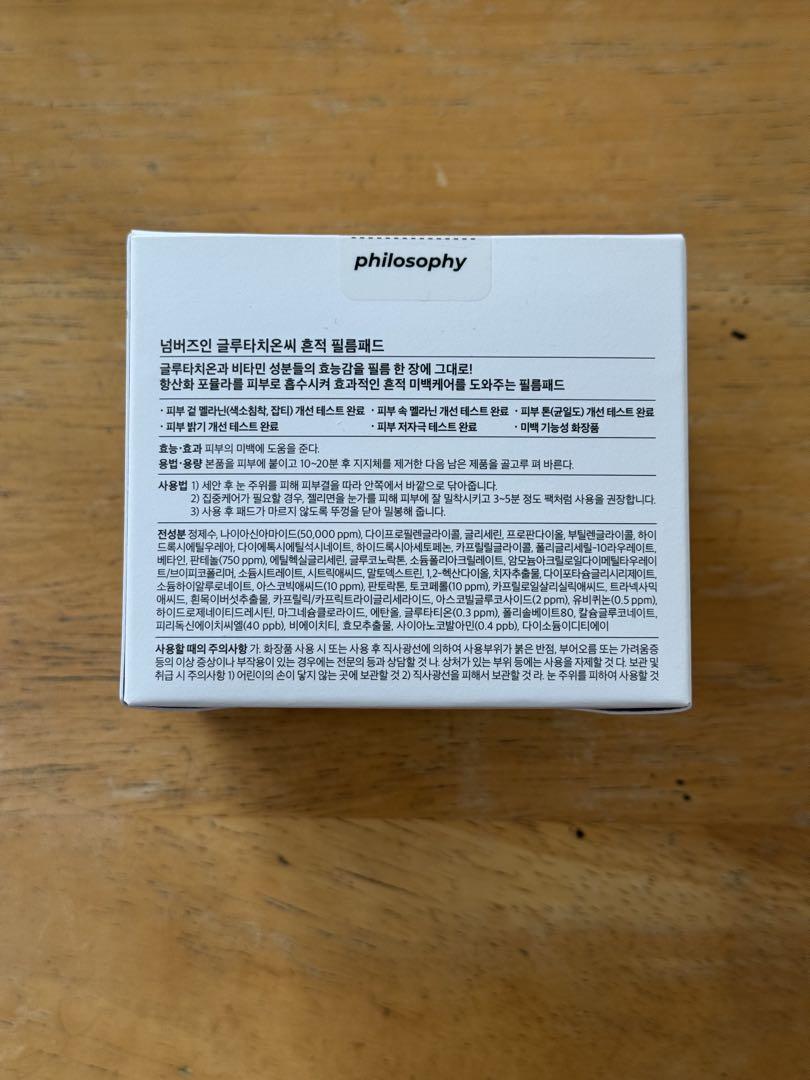 philosophy
넘버즈인 글루타치온씨 흔적 필름패드
글루타치온과 비타민 성분들의 효능감을 필름 한 장에 그대로!
항산화 포뮬라를 피부로 흡수시켜 효과적인 흔적 미백케어를 도와주는 필름패드
· 피부 겉 멜라닌(색소침착, 잡티) 개선 테스트 완료 · 피부 속 멜라닌 개선 테스트 완료 · 피부 톤(균일도) 개선 테스트 완료
· 피부 밝기 개선 테스트 완료 · 피부 저자극 테스트 완료 · 미백 기능성 화장품
효능·효과 피부의 미백에 도움을 준다.
용법·용량 본품을 피부에 붙이고 10~20분 후 지지체를 제거한 다음 남은 제품을 골고루 펴 바른다.
사용법 1) 세안 후 눈 주위를 피해 피부결을 따라 안쪽에서 바깥으로 닦아줍니다.
2) 집중케어가 필요할 경우, 젤리면을 눈가를 피해 피부에 잘 밀착시키고 3~5분 정도 팩처럼 사용을 권장합니다.
3) 사용 후 패드가 마르지 않도록 뚜껑을 닫아 밀봉해 줍니다.
전성분 정제수, 나이아신아마이드(50,000 ppm), 다이프로필렌글라이콜, 글리세린, 프로판다이올, 부틸렌글라이콜, 하이
드록시에틸우레아, 다이에톡시에틸석시네이트, 하이드록시아세토페논, 카프릴릴글라이콜, 폴리글리세릴-10라우레이트,
베타인, 판테놀(750 ppm), 에틸헥실글리세린, 글루코노락톤, 소듐폴리아크릴레이트, 암모늄아크릴로일다이메틸타우레이
트/브이피코폴리머, 소듐시트레이트, 시트릭애씨드, 말토덱스트린, 1,2-헥산다이올, 치자추출물, 다이포타슘글리시리제이트,
소듐하이알루로네이트, 아스코빅애씨드(10 ppm), 판토락톤, 토코페롤(10 ppm), 카프릴로일살리실릭애씨드, 트라넥사믹
애씨드, 흰목이버섯추출물, 카프릴릭/카프릭트라이글리세라이드, 아스코빌글루코사이드(2 ppm), 유비퀴논(0.5 ppm),
하이드로제네이티드레시틴, 마그네슘클로라이드, 에탄올, 글루타티온(0.3 ppm), 폴리솔베이트80, 칼슘글루코네이트,
피리독신에이치씨엘(40 ppb), 비에이치티, 효모추출물, 사이아노코발아민(0.4 ppb), 다이소듐이디티에이
사용할 때의 주의사항 가. 화장품 사용 시 또는 사용 후 직사광선에 의하여 사용부위가 붉은 반점, 부어오름 또는 가려움증
등의 이상 증상이나 부작용이 있는 경우에는 전문의 등과 상담할 것 나. 상처가 있는 부위 등에는 사용을 자제할 것 다. 보관 및
취급 시 주의사항 1) 어린이의 손이 닿지 않는 곳에 보관할 것 2) 직사광선을 피해서 보관할 것 라. 눈 주위를 피하여 사용할 것